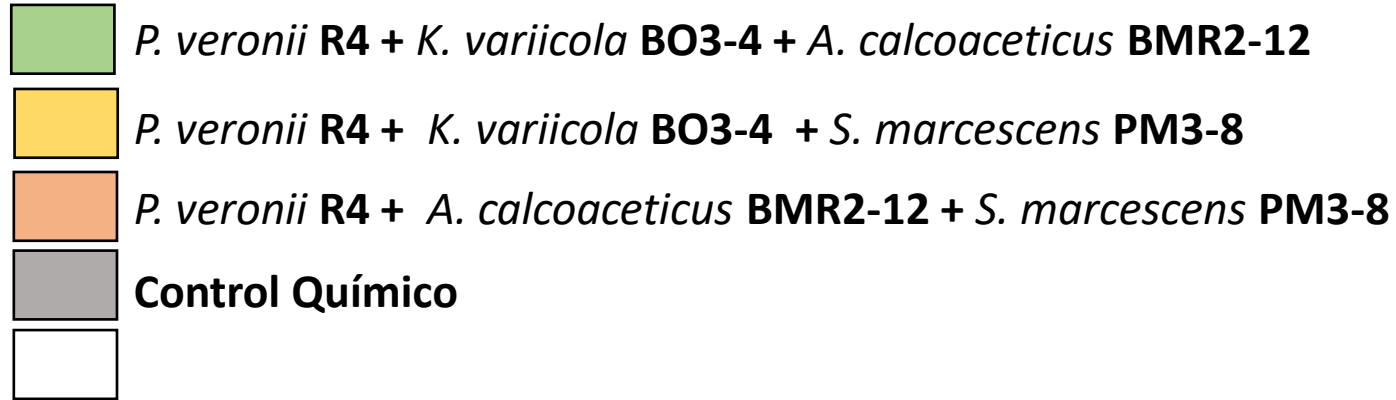 P. veronii R4 + K. variicola BO3-4 + A. calcoaceticus BMR2-12
P. veronii R4 + K. variicola BO3-4 + S. marcescens PM3-8
P. veronii R4 + A. calcoaceticus BMR2-12 + S. marcescens PM3-8
Control Químico